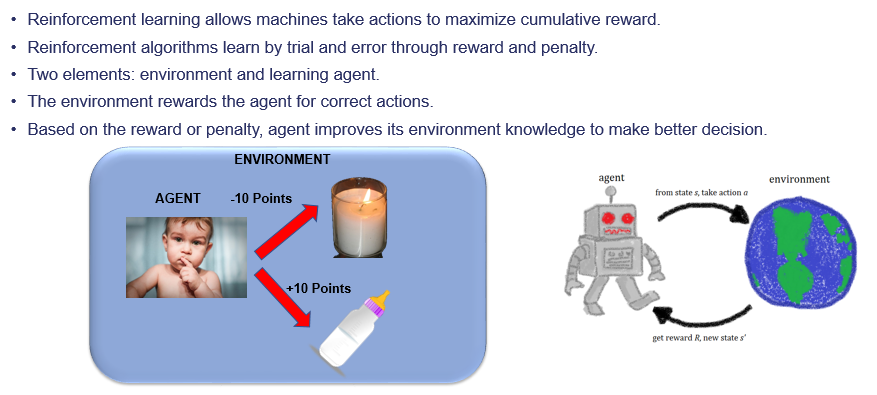 • Reinforcement learning allows machines take actions to maximize cumulative reward.
• Reinforcement algorithms learn by trial and error through reward and penalty.
• Two elements: environment and learning agent.
• The environment rewards the agent for correct actions.
• Based on the reward or penalty, agent improves its environment knowledge to make better decision.
ENVIRONMENT
AGENT
-10 Points
+10 Points
agent
environment
from state s, take action a
get reward R, new state s'